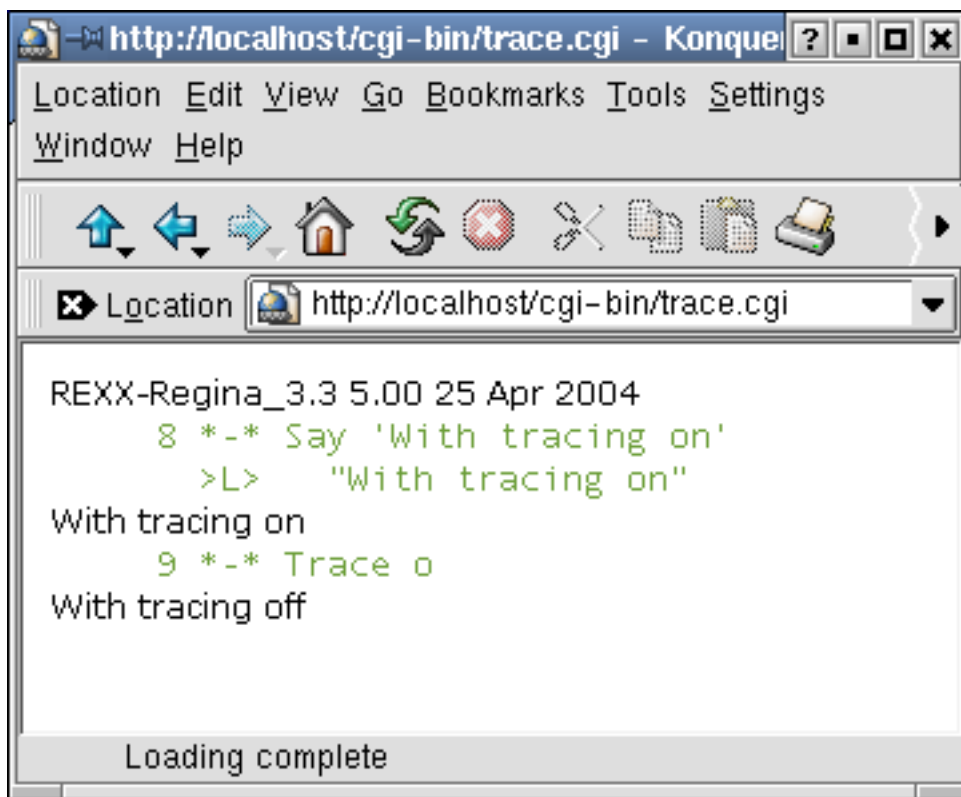 http://localhost/cgi-bin/trace.cgi - Konque
Location Edit View Go Bookmarks Tools Settings
Window Help
Location http://localhost/cgi-bin/trace.cgi
REXX-Regina_3.3 5.00 25 Apr 2004
8 *-* Say 'With tracing on'
>L> "With tracing on"
With tracing on
9 *-* Trace o
With tracing off
Loading complete